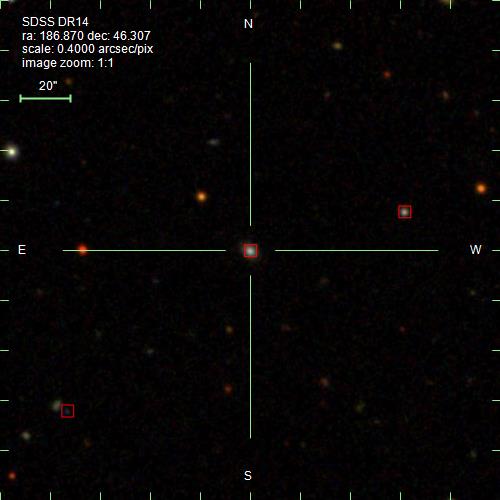 SDSS DR14
ra: 186.870 dec: 46.307
scale: 0.4000 arcsec/pix
image zoom: 1:1
20"
N
E
W
S